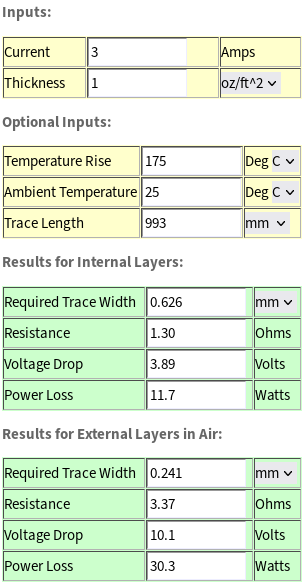 Inputs:
Current 3 Amps
Thickness 1 oz/ft^2
Optional Inputs:
Temperature Rise 175 Deg C
Ambient Temperature 25 Deg C
Trace Length 993 mm
Results for Internal Layers:
Required Trace Width 0.626 mm
Resistance 1.30 Ohms
Voltage Drop 3.89 Volts
Power Loss 11.7 Watts
Results for External Layers in Air:
Required Trace Width 0.241 mm
Resistance 3.37 Ohms
Voltage Drop 10.1 Volts
Power Loss 30.3 Watts